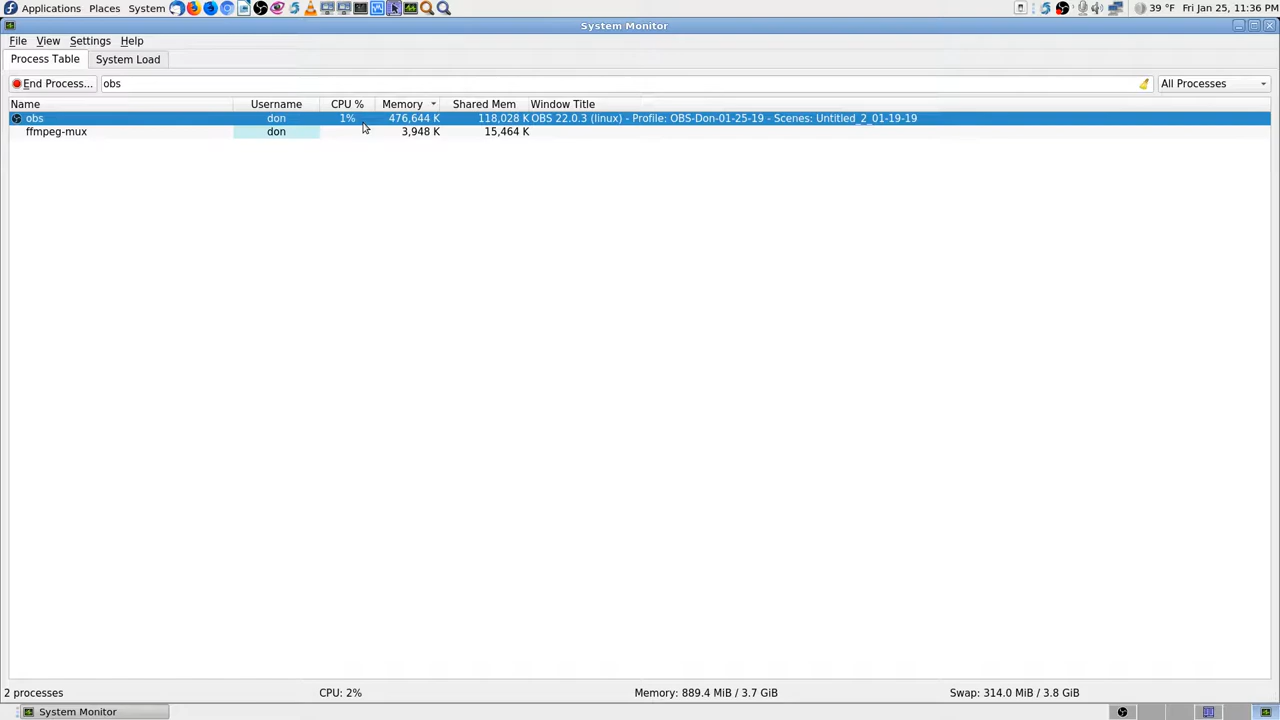 Applications Places System 39 °F Fri Jan 25, 11:36 PM
System Monitor
File View Settings Help
Process Table System Load
End Process... obs All Processes
Name Username CPU % Memory Shared Mem Window Title
obs don 1% 476,644 K 118,028 K OBS 22.0.3 (linux) - Profile: OBS-Don-01-25-19 - Scenes: Untitled_2_01-19-19
ffmpeg-mux don 3,948 K 15,464 K
2 processes CPU: 2% Memory: 889.4 MiB / 3.7 GiB Swap: 314.0 MiB / 3.8 GiB
System Monitor